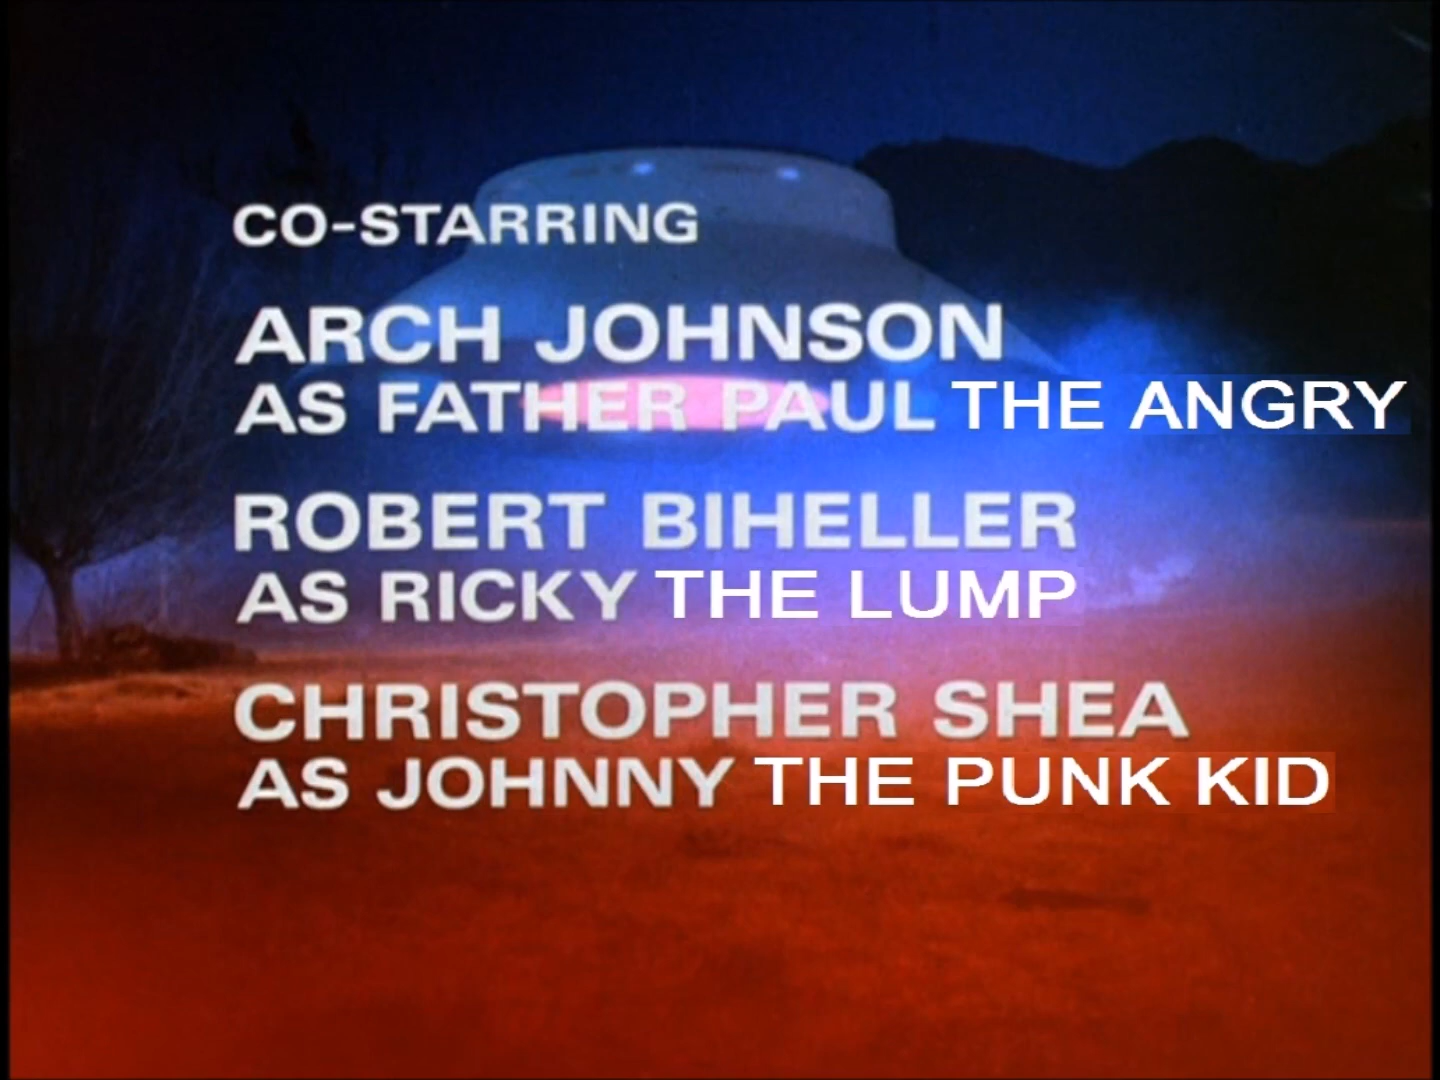 CO-STARRING
ARCH JOHNSON
AS FATHER PAUL THE ANGRY
ROBERT BIHELLER
AS RICKY THE LUMP
CHRISTOPHER SHEA
AS JOHNNY THE PUNK KID